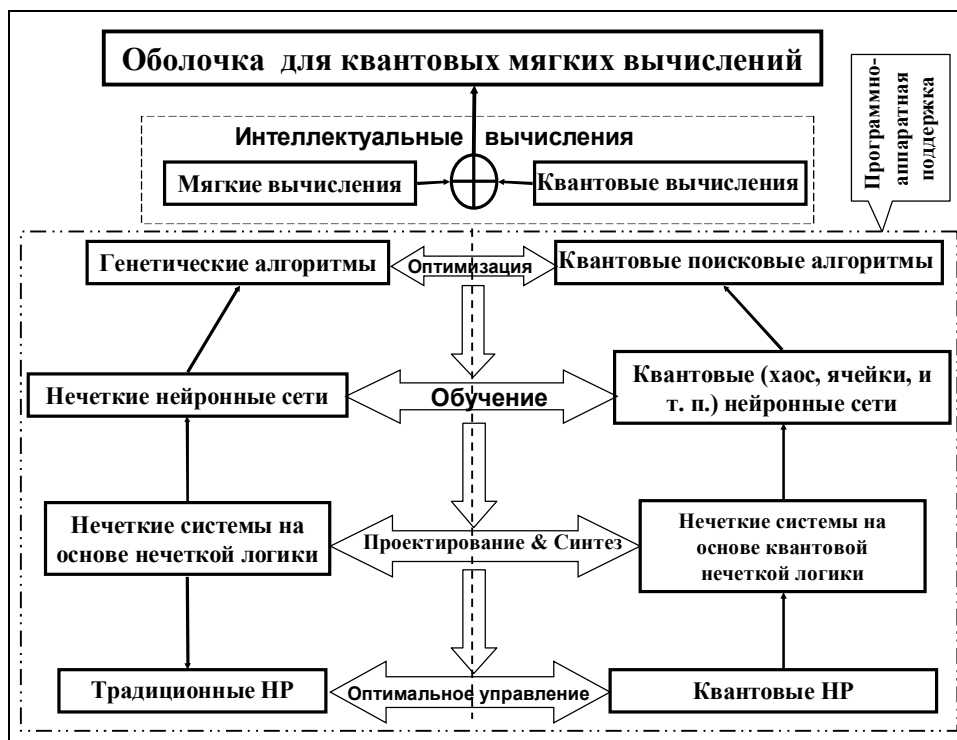 Оболочка для квантовых мягких вычислений
Программно-
аппаратная
поддержка
Интеллектуальные вычисления
Мягкие вычисления
Квантовые вычисления
Генетические алгоритмы
Оптимизация
Квантовые поисковые алгоритмы
Нечеткие нейронные сети
Обучение
Квантовые (хаос, ячейки, и
т. п.) нейронные сети
Нечеткие системы на
основе нечеткой логики
Проектирование & Синтез
Нечеткие системы на
основе квантовой
нечеткой логики
Традиционные НР
Оптимальное управление
Квантовые НР